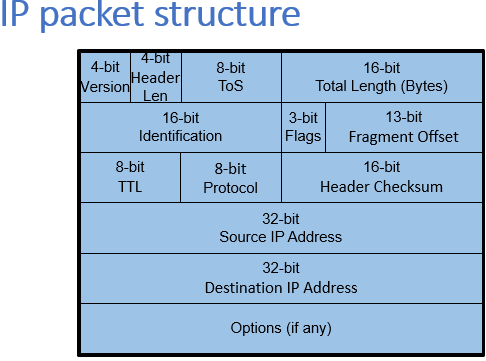 IP packet structure
4-bit
Version
4-bit
Header
Len
8-bit
ToS
16-bit
Total Length (Bytes)
16-bit
Identification
3-bit
Flags
13-bit
Fragment Offset
8-bit
TTL
8-bit
Protocol
16-bit
Header Checksum
32-bit
Source IP Address
32-bit
Destination IP Address
Options (if any)